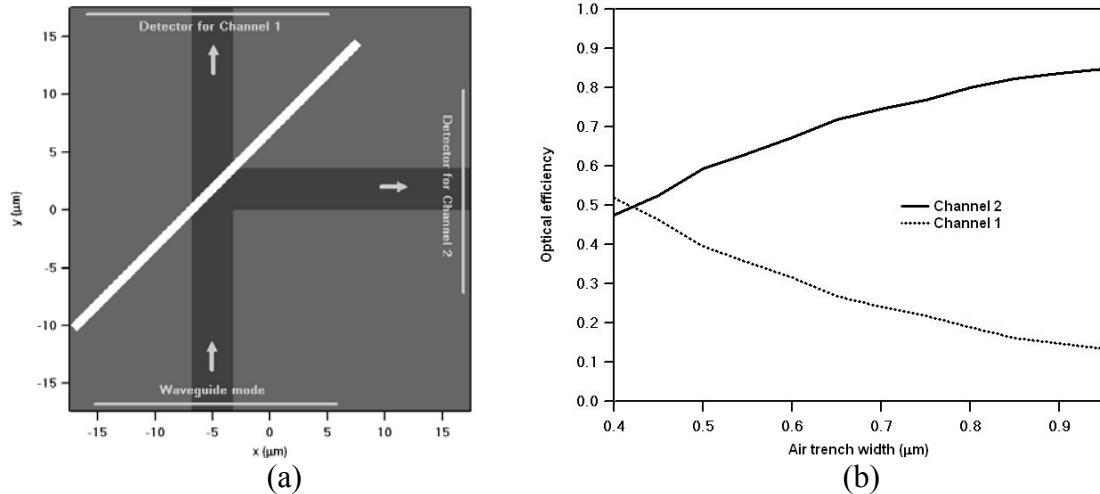 Detector for Channel 1
Detector for Channel 2
Waveguide mode
15
10
5
0
-5
-10
-15
y (μm)
-15
-10
-5
0
5
10
15
x (μm)
(a)
1.0
0.9
0.8
0.7
0.6
0.5
0.4
0.3
0.2
0.1
0.0
Optical efficiency
Channel 2
Channel 1
0.4
0.5
0.6
0.7
0.8
0.9
Air trench width (μm)
(b)